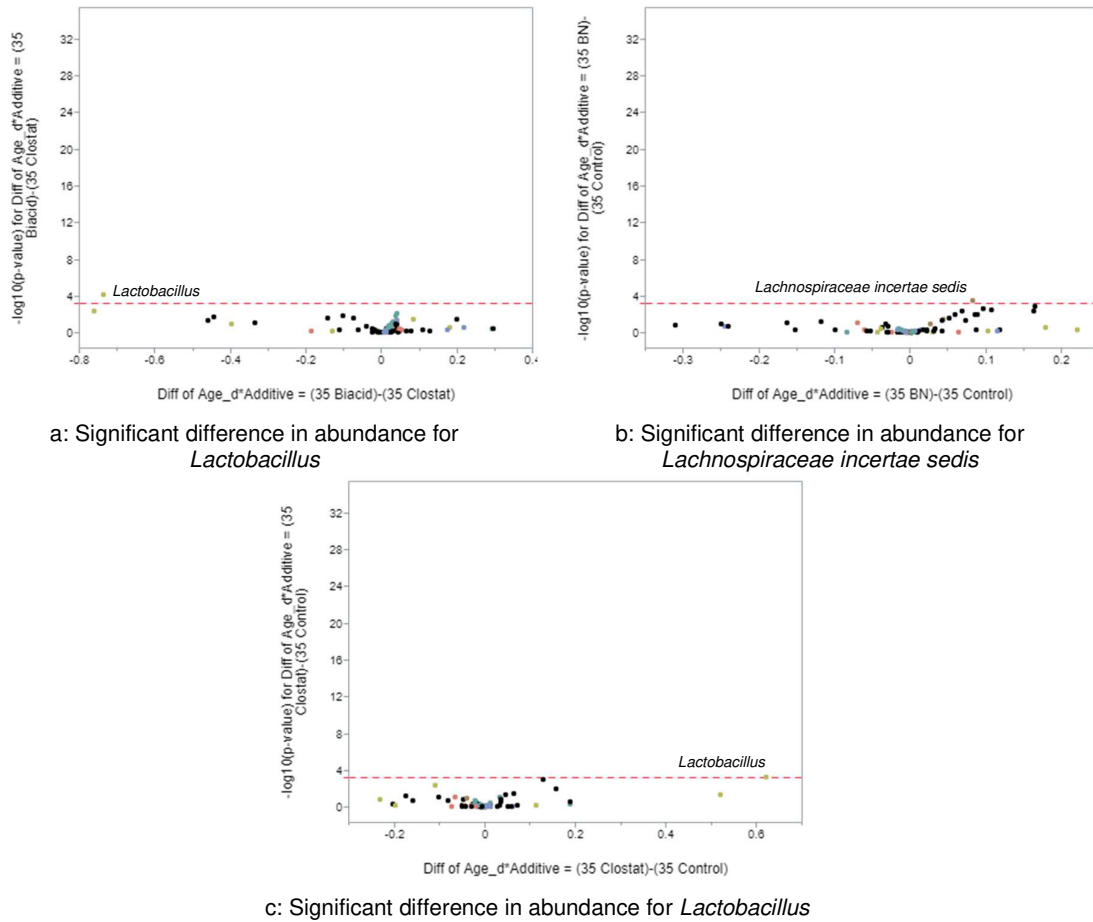 -log10(p-value) for Diff of Age_d*Additive = (35
Biacid)-(35 Clostat)
32
28
24
20
16
12
8
4
0
Lactobacillus
-0.8
-0.6
-0.4
-0.2
0
0.2
0.4
Diff of Age_d*Additive = (35 Biacid)-(35 Clostat)
a: Significant difference in abundance for
Lactobacillus
-log10(p-value) for Diff of Age_d*Additive = (35 BN)-
(35 Control)
32
28
24
20
16
12
8
4
0
Lachnospiraceae incertae sedis
-0.3
-0.2
-0.1
0
0.1
0.2
Diff of Age_d*Additive = (35 BN)-(35 Control)
b: Significant difference in abundance for
Lachnospiraceae incertae sedis
-log10(p-value) for Diff of Age_d*Additive = (35
Clostat)-(35 Control)
32
28
24
20
16
12
8
4
0
Lactobacillus
-0.2
0
0.2
0.4
0.6
Diff of Age_d*Additive = (35 Clostat)-(35 Control)
c: Significant difference in abundance for Lactobacillus